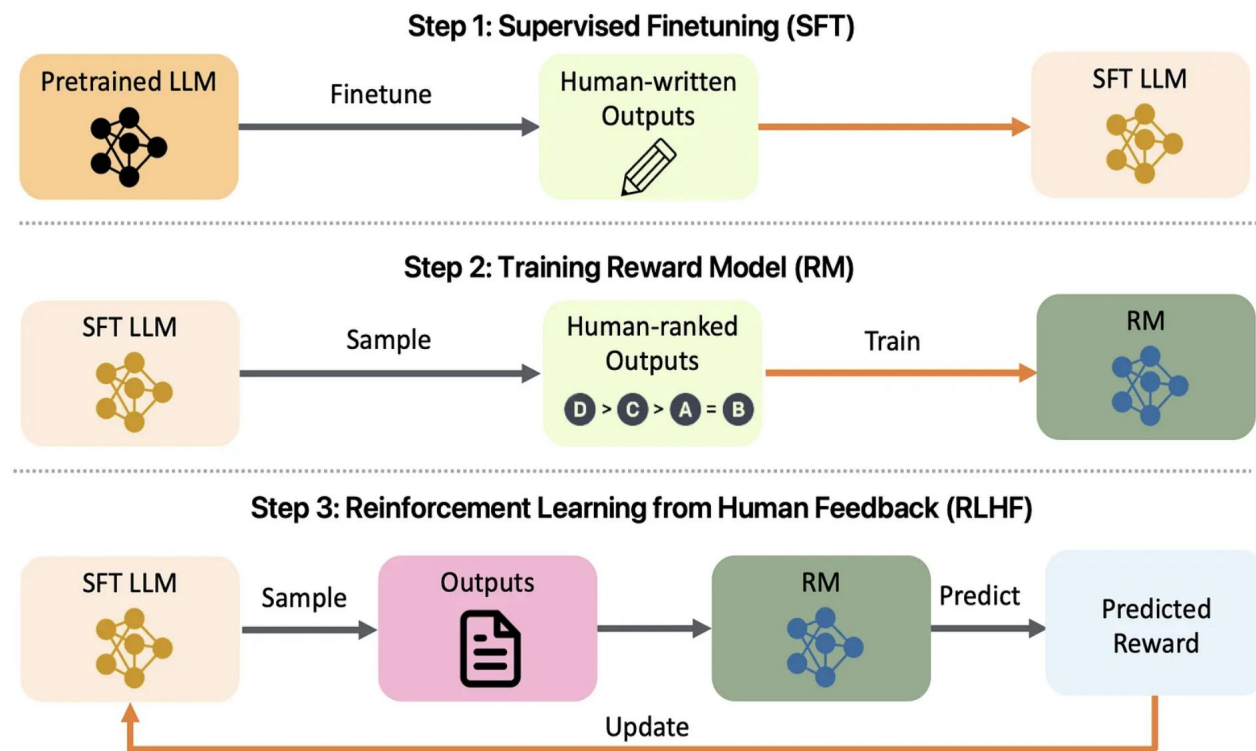 Step 1: Supervised Finetuning (SFT)
Pretrained LLM
Finetune
Human-written
Outputs
SFT LLM
Step 2: Training Reward Model (RM)
SFT LLM
Sample
Human-ranked
Outputs
D > C > A = B
Train
RM
Step 3: Reinforcement Learning from Human Feedback (RLHF)
SFT LLM
Sample
Outputs
RM
Predict
Predicted
Reward
Update